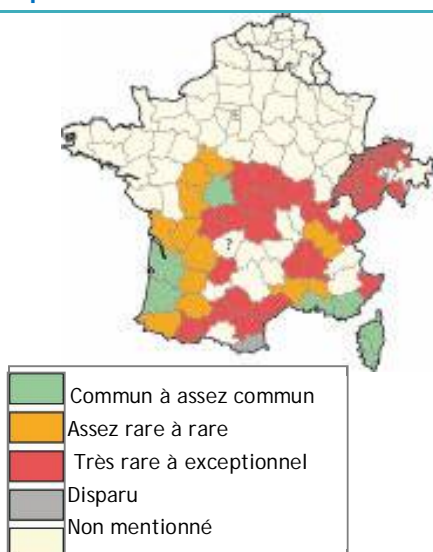 ?
Commun à assez commun
Assez rare à rare
Très rare à exceptionnel
Disparu
Non mentionné